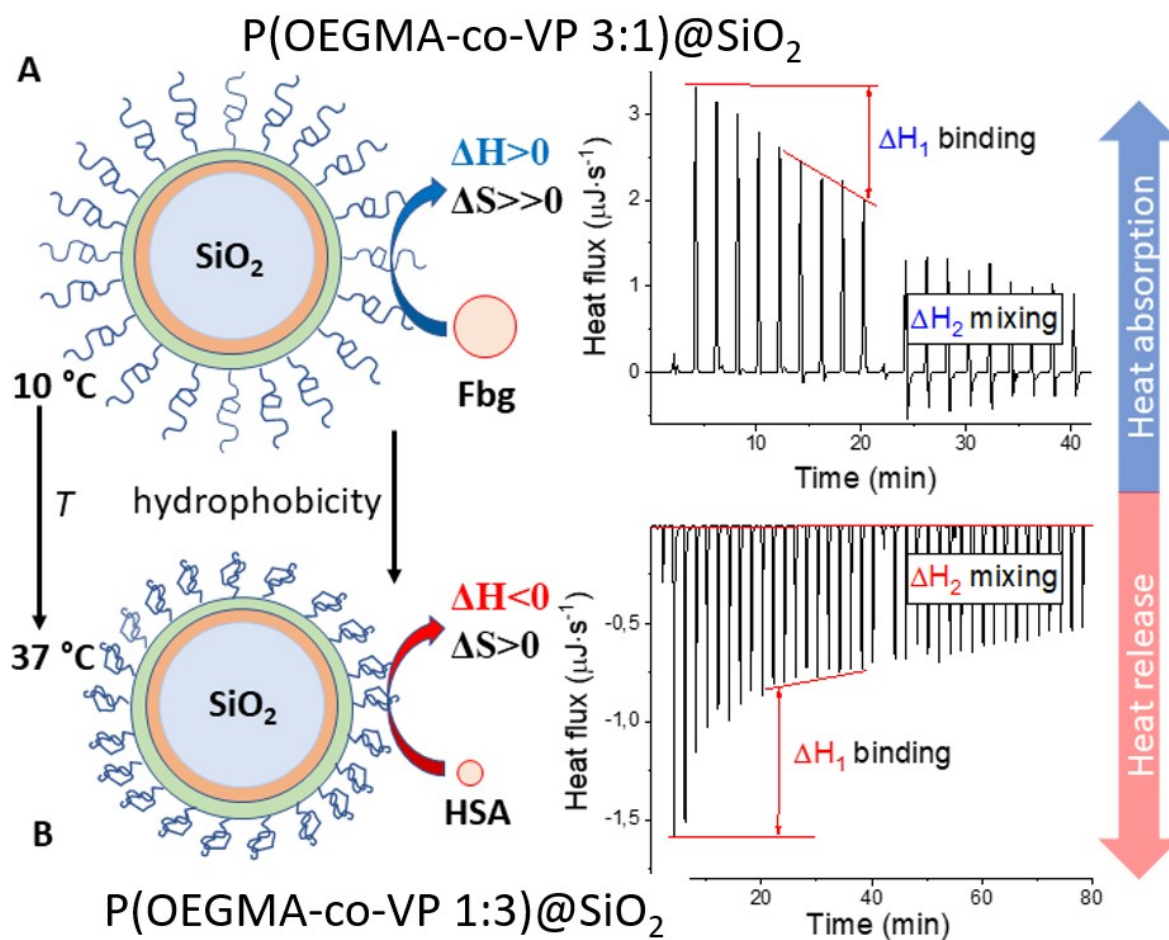 P(OEGMA-co-VP 3:1)@SiO₂
A
SiO₂
ΔH>0
ΔS>>0
Fbg
10 °C
T
hydrophobicity
37 °C
SiO₂
ΔH<0
ΔS>0
HSA
B
P(OEGMA-co-VP 1:3)@SiO₂
Heat flux (μJ·s⁻¹)
3
2
1
0
ΔH₁ binding
ΔH₂ mixing
10 20 30 40
Time (min)
Heat flux (μJ·s⁻¹)
-0,5
-1,0
-1,5
ΔH₂ mixing
ΔH₁ binding
20 40 60 80
Time (min)
Heat absorption
Heat release